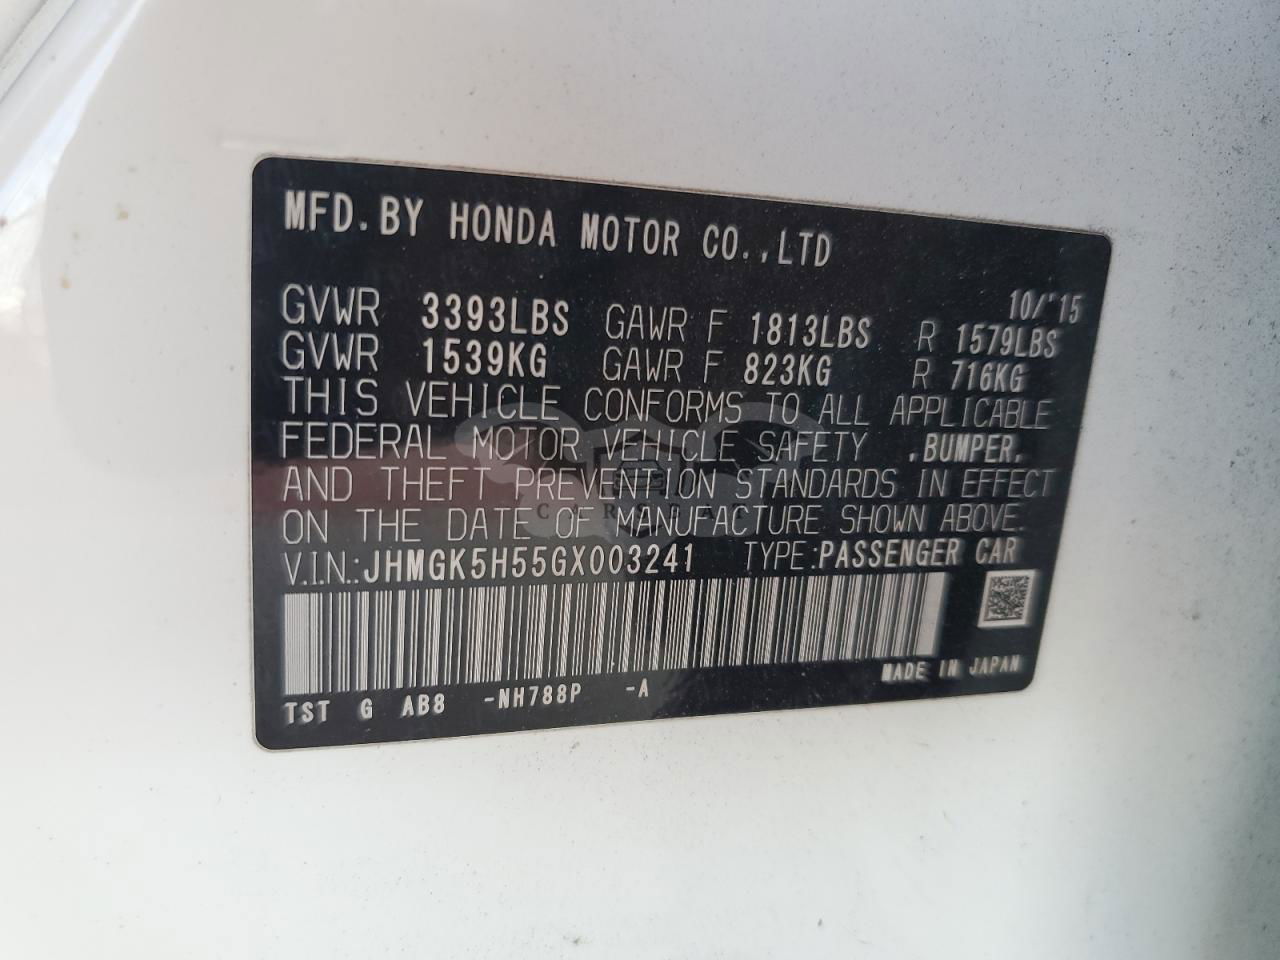 MFD.BY HONDA MOTOR CO.,LTD
10/'15
GVWR 3393LBS GAWR F 1813LBS R 1579LBS
GVWR 1539KG GAWR F 823KG R 716KG
THIS VEHICLE CONFORMS TO ALL APPLICABLE
FEDERAL MOTOR VEHICLE SAFETY ,BUMPER,
AND THEFT PREVENTION STANDARDS IN EFFECT
ON THE DATE OF MANUFACTURE SHOWN ABOVE.
V.I.N.:JHMGK5H55GX003241 TYPE:PASSENGER CAR
MADE IN JAPAN
TST G AB8 -NH788P -A